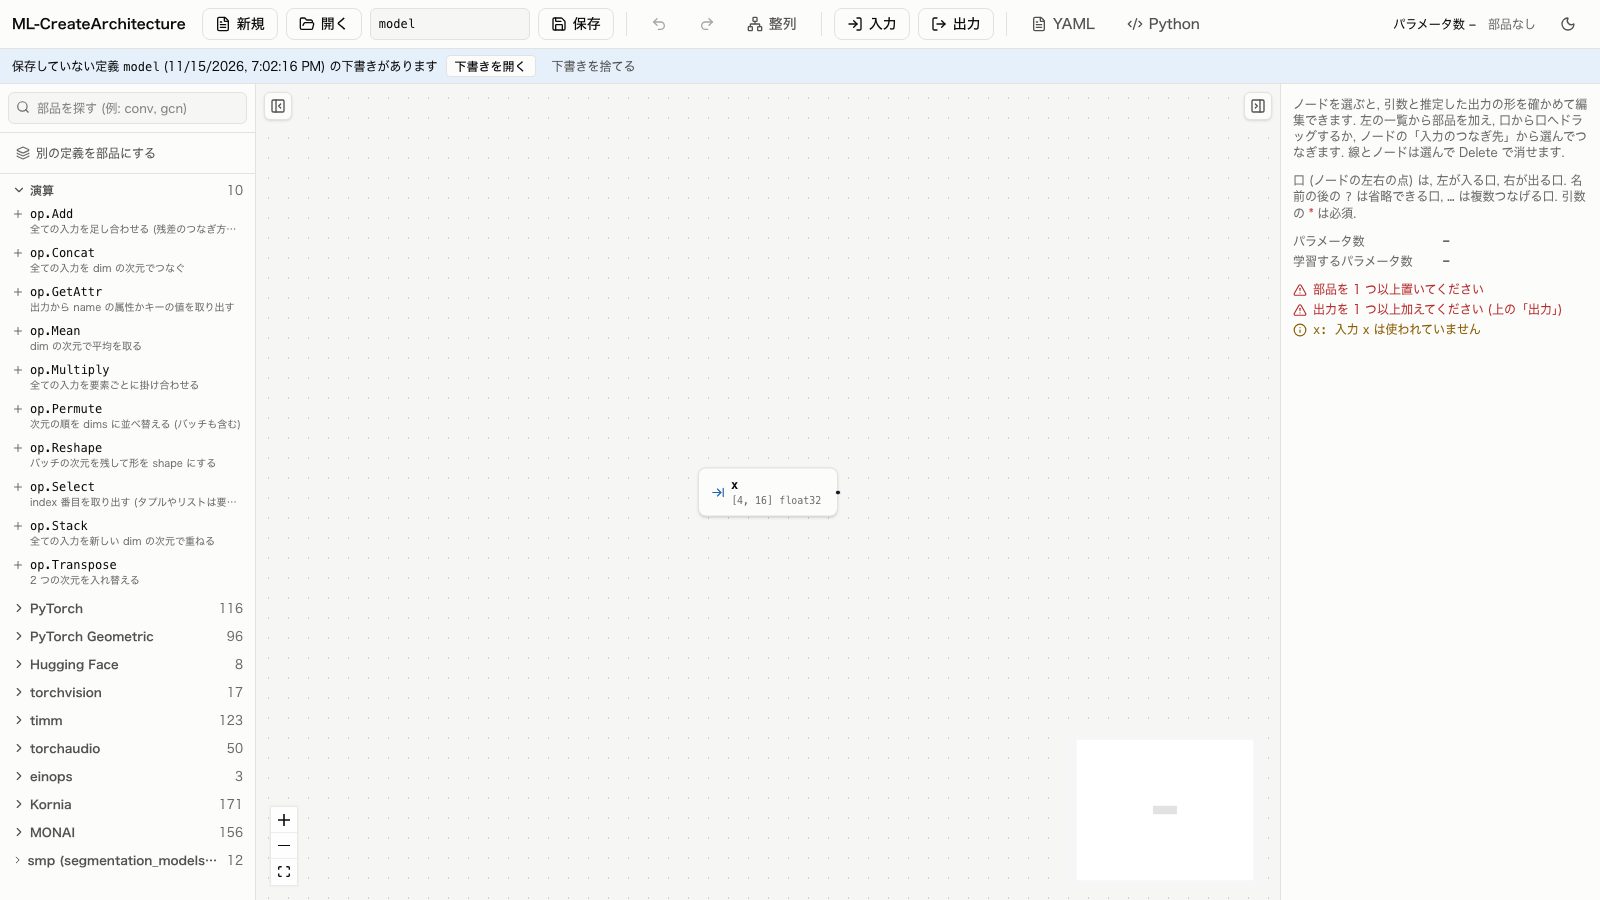 ML-CreateArchitecture
新規
開く
model
保存
整列
入力
出力
YAML
Python
パラメータ数 –
部品なし
保存していない定義 model (11/15/2026, 7:02:16 PM) の下書きがあります
下書きを開く
下書きを捨てる
部品を探す (例: conv, gcn)
別の定義を部品にする
演算 10
op.Add
全ての入力を足し合わせる (残差のつなぎ方…
op.Concat
全ての入力を dim の次元でつなぐ
op.GetAttr
出力から name の属性かキーの値を取り出す
op.Mean
dim の次元で平均を取る
op.Multiply
全ての入力を要素ごとに掛け合わせる
op.Permute
次元の順を dims に並べ替える (バッチも含む)
op.Reshape
バッチの次元を残して形を shape にする
op.Select
index 番目を取り出す (タプルやリストは要…
op.Stack
全ての入力を新しい dim の次元で重ねる
op.Transpose
2 つの次元を入れ替える
PyTorch 116
PyTorch Geometric 96
Hugging Face 8
torchvision 17
timm 123
torchaudio 50
einops 3
Kornia 171
MONAI 156
smp (segmentation_models… 12
x
[4, 16] float32
ノードを選ぶと, 引数と推定した出力の形を確かめて編
集できます. 左の一覧から部品を加え, 口から口へドラ
ッグするか, ノードの「入力のつなぎ先」から選んでつ
なぎます. 線とノードは選んで Delete で消せます.
口 (ノードの左右の点) は, 左が入る口, 右が出る口. 名
前の後の ? は省略できる口, … は複数つなげる口. 引数
の * は必須.
パラメータ数 –
学習するパラメータ数 –
部品を 1 つ以上置いてください
出力を 1 つ以上加えてください (上の「出力」)
x: 入力 x は使われていません